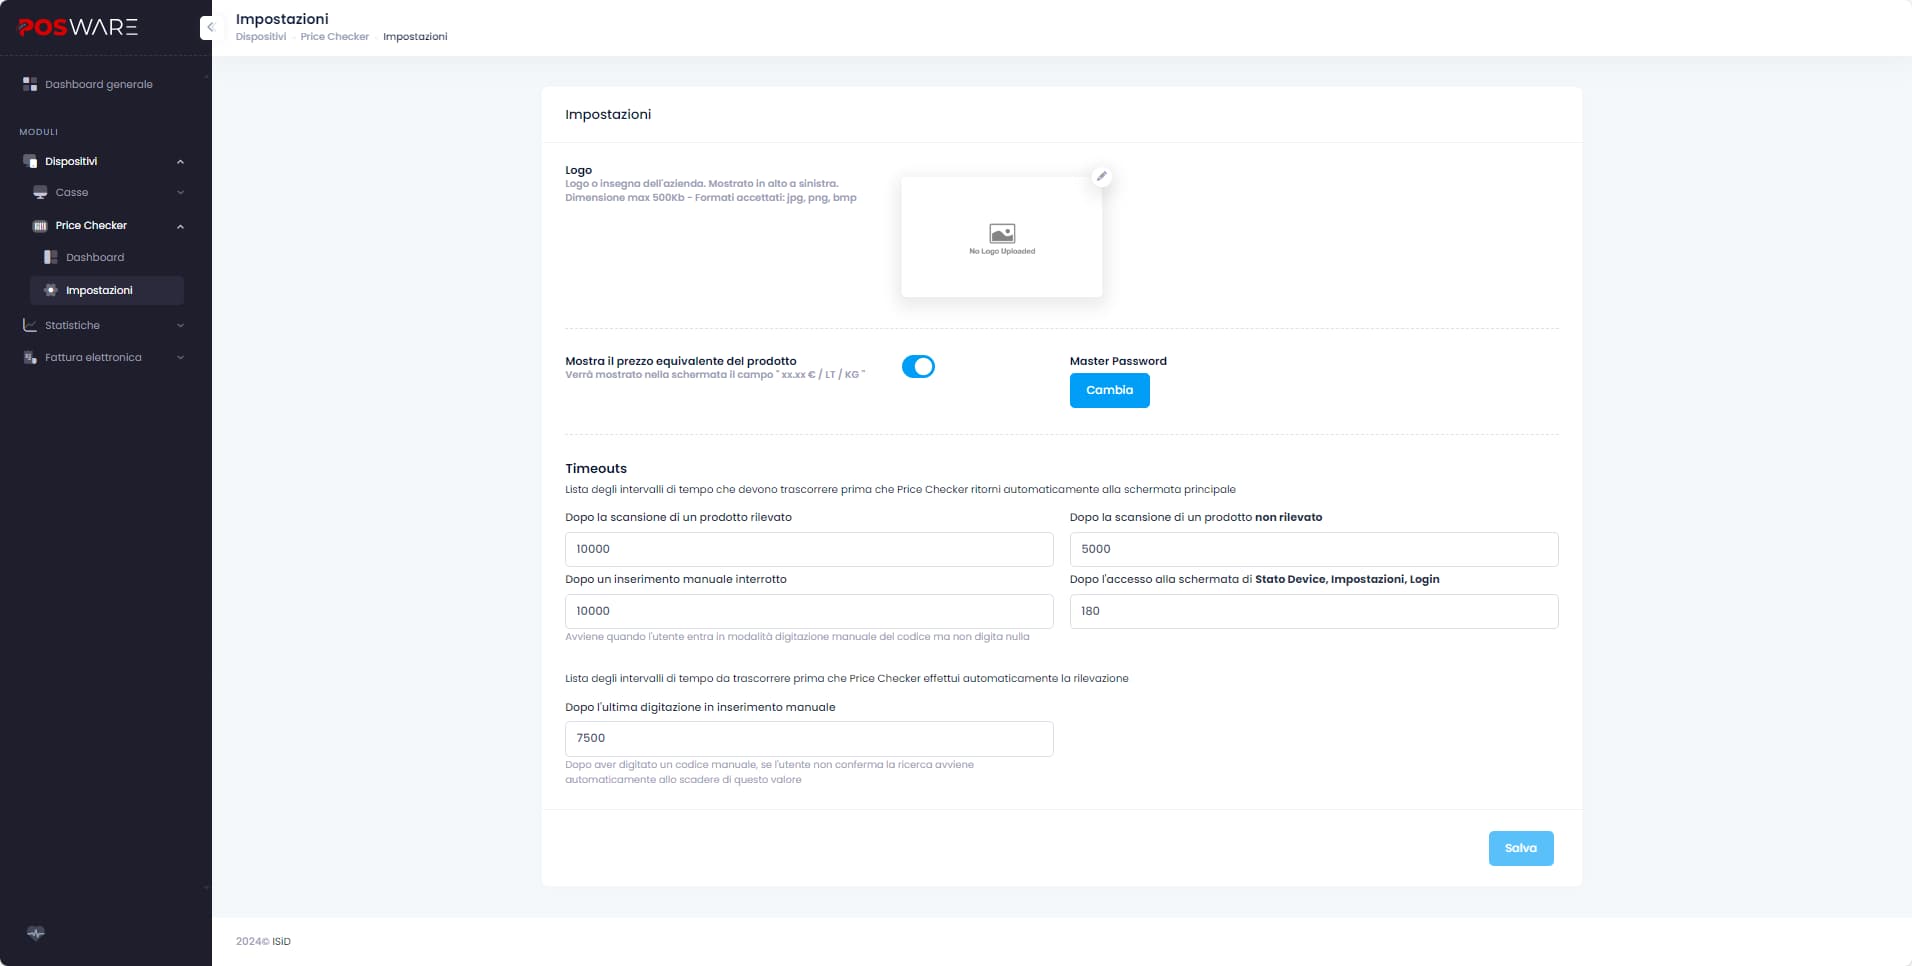 POSWARE
Dashboard generale
MODULI
Dispositivi
Casse
Price Checker
Dashboard
Impostazioni
Statistiche
Fattura elettronica
Impostazioni
Dispositivi - Price Checker - Impostazioni
Impostazioni
Logo
Logo o insegna dell'azienda. Mostrato in alto a sinistra.
Dimensione max 500Kb - Formati accettati: jpg, png, bmp
No Logo Uploaded
Mostra il prezzo equivalente del prodotto
Verrà mostrato nella schermata il campo " xx.xx € / LT / KG "
Master Password
Cambia
Timeouts
Lista degli intervalli di tempo che devono trascorrere prima che Price Checker ritorni automaticamente alla schermata principale
Dopo la scansione di un prodotto rilevato
10000
Dopo la scansione di un prodotto non rilevato
5000
Dopo un inserimento manuale interrotto
10000
Avviene quando l'utente entra in modalità digitazione manuale del codice ma non digita nulla
Dopo l'accesso alla schermata di Stato Device, Impostazioni, Login
180
Lista degli intervalli di tempo da trascorrere prima che Price Checker effettui automaticamente la rilevazione
Dopo l'ultima digitazione in inserimento manuale
7500
Dopo aver digitato un codice manuale, se l'utente non conferma la ricerca avviene
automaticamente allo scadere di questo valore
Salva
2024© ISiD